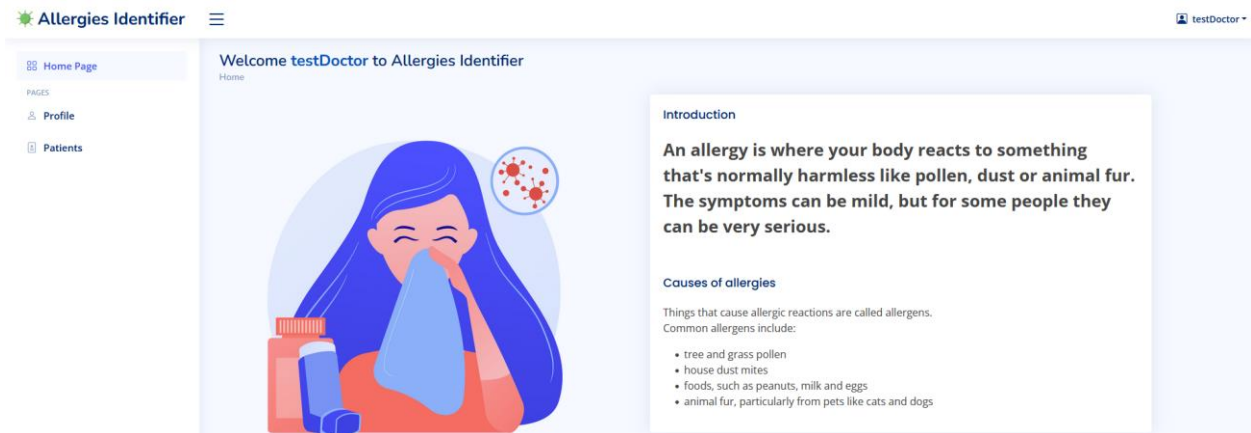 Allergies Identifier
testDoctor
Home Page
PAGES
Profile
Patients
Welcome testDoctor to Allergies Identifier
Home
Introduction
An allergy is where your body reacts to something
that's normally harmless like pollen, dust or animal fur.
The symptoms can be mild, but for some people they
can be very serious.
Causes of allergies
Things that cause allergic reactions are called allergens.
Common allergens include:
• tree and grass pollen
• house dust mites
• foods, such as peanuts, milk and eggs
• animal fur, particularly from pets like cats and dogs